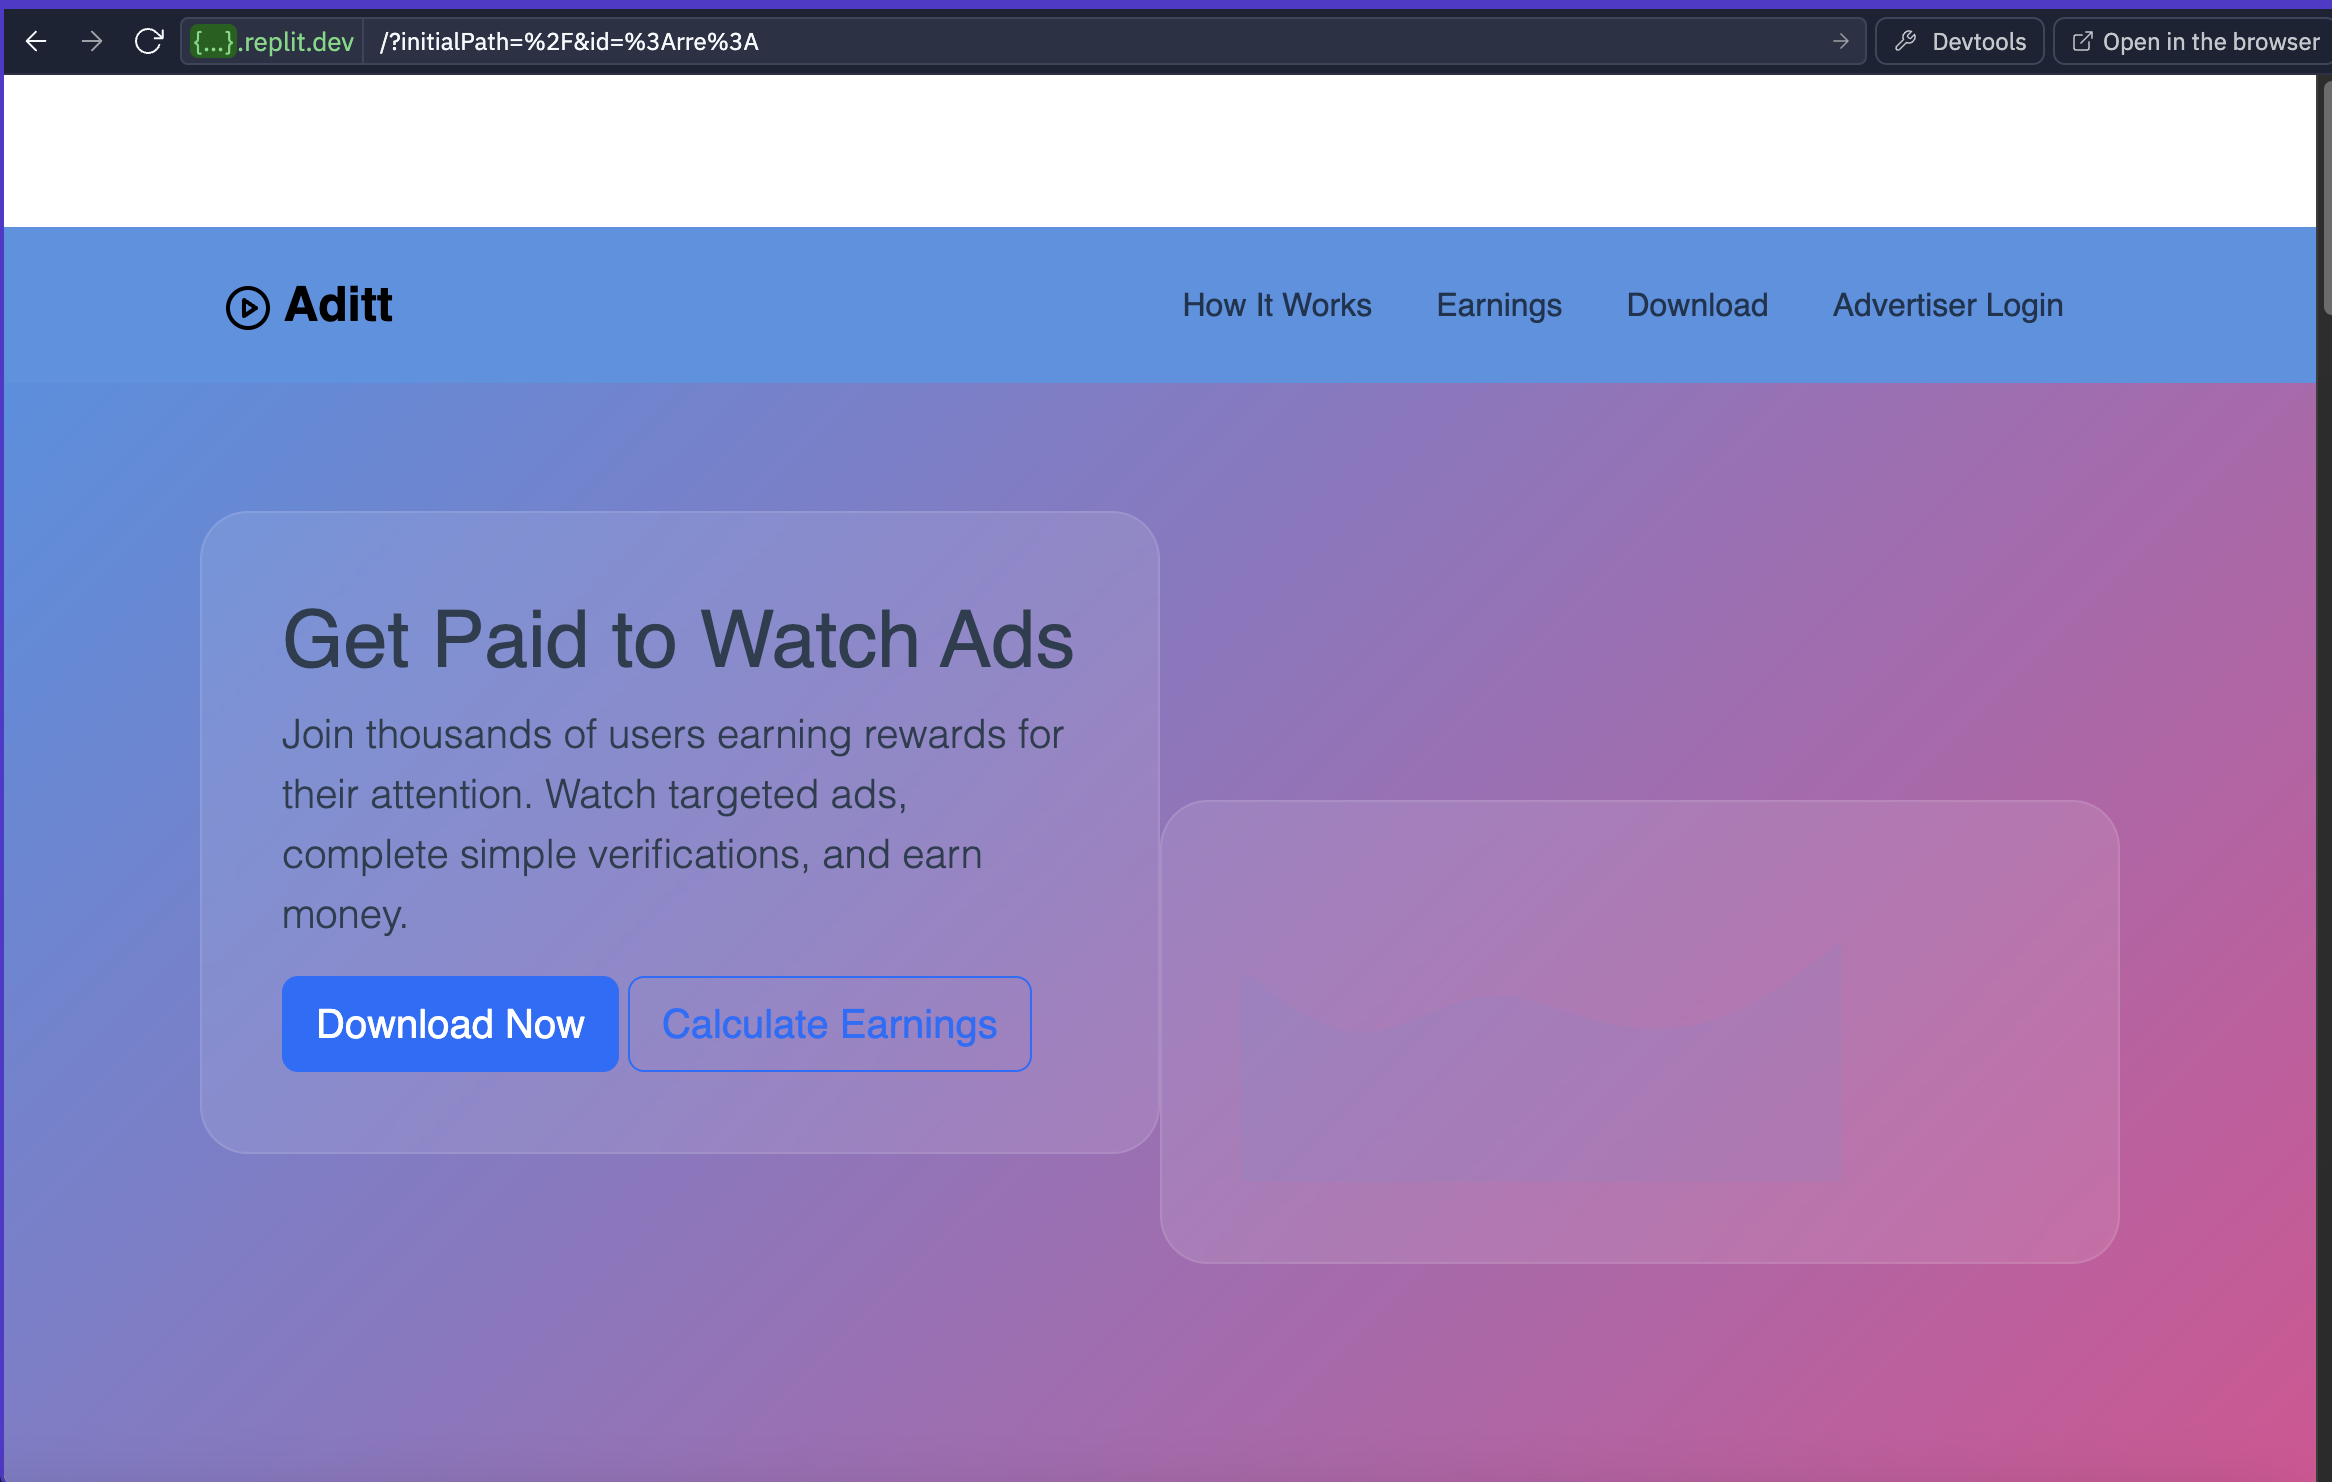 {...}.replit.dev /?initialPath=%2F&id=%3Arre%3A Devtools Open in the browser
Aditt How It Works Earnings Download Advertiser Login
Get Paid to Watch Ads
Join thousands of users earning rewards for
their attention. Watch targeted ads,
complete simple verifications, and earn
money.
Download Now Calculate Earnings